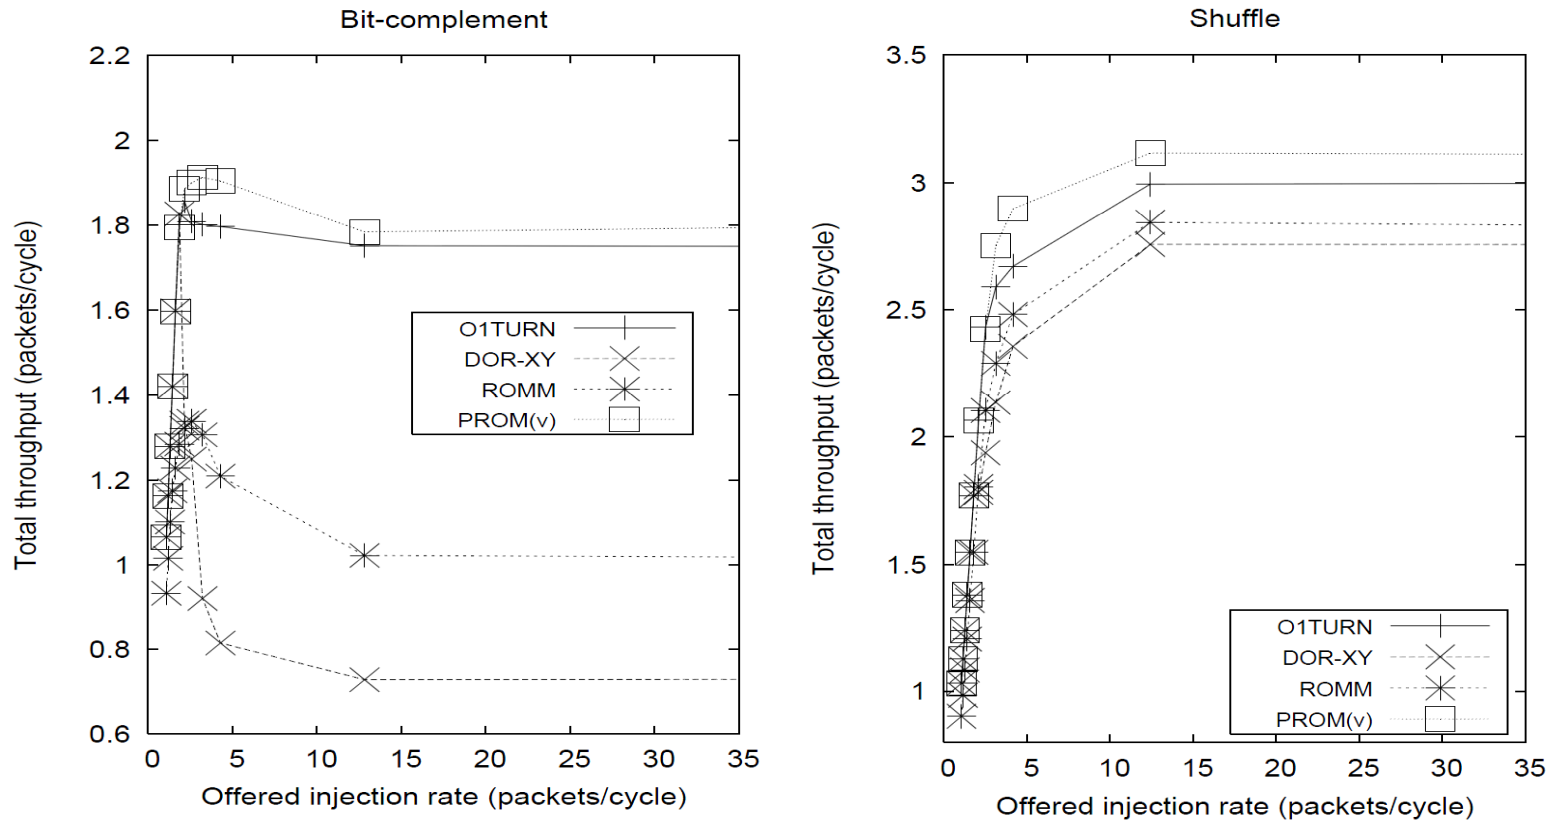 Bit-complement
Total throughput (packets/cycle)
2.2
2
1.8
1.6
1.4
1.2
1
0.8
0.6
0 5 10 15 20 25 30 35
Offered injection rate (packets/cycle)
O1TURN
DOR-XY
ROMM
PROM(v)
Shuffle
Total throughput (packets/cycle)
3.5
3
2.5
2
1.5
1
0 5 10 15 20 25 30 35
Offered injection rate (packets/cycle)
O1TURN
DOR-XY
ROMM
PROM(v)